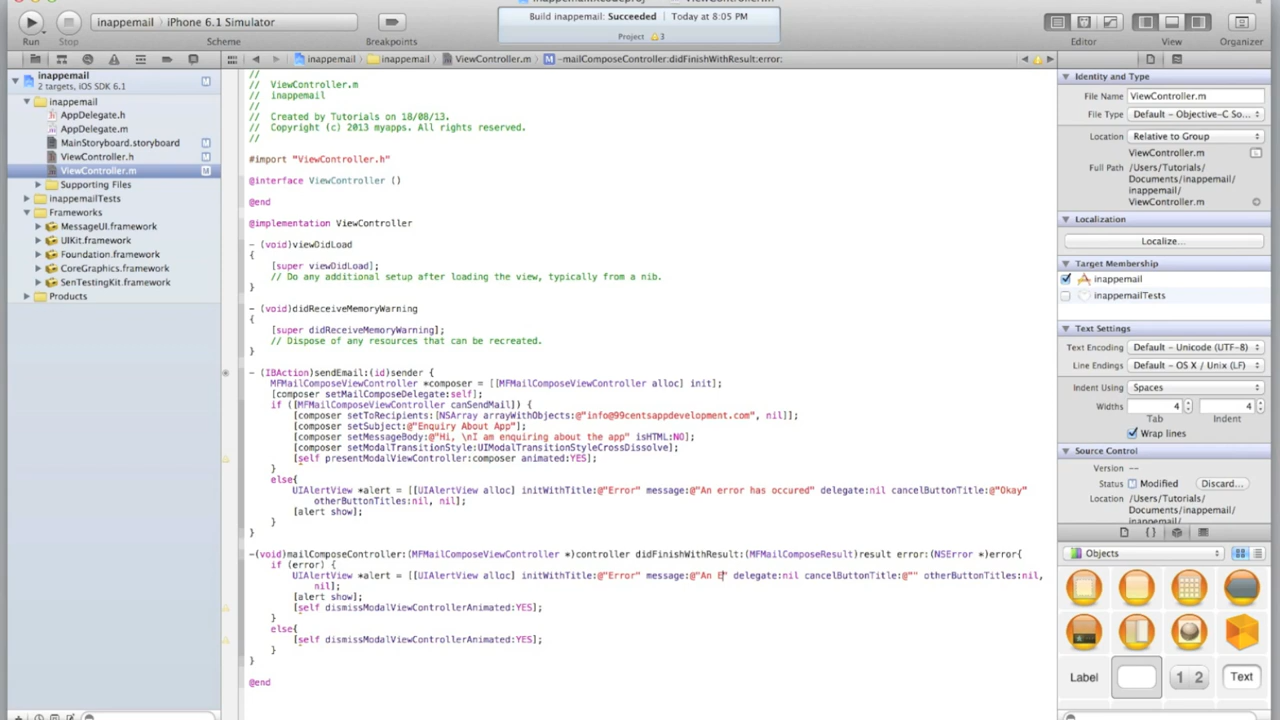 inappemail
iPhone 6.1 Simulator
Build inappemail: Succeeded
Today at 8:05 PM
Project
3
Run
Stop
Scheme
Breakpoints
Editor
View
Organizer
inappemail
2 targets, iOS SDK 6.1
M
inappemail
AppDelegate.h
AppDelegate.m
MainStoryboard.storyboard
ViewController.h
ViewController.m
M
Supporting Files
inappemailTests
Frameworks
MessageUI.framework
UIKit.framework
Foundation.framework
CoreGraphics.framework
SenTestingKit.framework
Products
inappemail
inappemail
ViewController.m
M
-mailComposeController:didFinishWithResult:error:
//
//  ViewController.m
//  inappemail
//
//  Created by Tutorials on 18/08/13.
//  Copyright (c) 2013 myapps. All rights reserved.
//
#import "ViewController.h"
@interface ViewController ()
@end
@implementation ViewController
- (void)viewDidLoad
{
[super viewDidLoad];
// Do any additional setup after loading the view, typically from a nib.
}
- (void)didReceiveMemoryWarning
{
[super didReceiveMemoryWarning];
// Dispose of any resources that can be recreated.
}
- (IBAction)sendEmail:(id)sender {
MFMailComposeViewController *composer = [[MFMailComposeViewController alloc] init];
[composer setMailComposeDelegate:self];
if ([MFMailComposeViewController canSendMail]) {
[composer setToRecipients:[NSArray arrayWithObjects:@"info@99centsappdevelopment.com", nil]];
[composer setSubject:@"Enquiry About App"];
[composer setMessageBody:@"Hi, \nI am enquiring about the app" isHTML:NO];
[composer setModalTransitionStyle:UIModalTransitionStyleCrossDissolve];
[self presentModalViewController:composer animated:YES];
}
else{
UIAlertView *alert = [[UIAlertView alloc] initWithTitle:@"Error" message:@"An error has occured" delegate:nil cancelButtonTitle:@"Okay"
otherButtonTitles:nil, nil];
[alert show];
}
}
-(void)mailComposeController:(MFMailComposeViewController *)controller didFinishWithResult:(MFMailComposeResult)result error:(NSError *)error{
if (error) {
UIAlertView *alert = [[UIAlertView alloc] initWithTitle:@"Error" message:@"An E" delegate:nil cancelButtonTitle:@"" otherButtonTitles:nil,
nil];
[alert show];
[self dismissModalViewControllerAnimated:YES];
}
else{
[self dismissModalViewControllerAnimated:YES];
}
}
@end
Identity and Type
File Name ViewController.m
File Type Default - Objective-C So...
Location Relative to Group
ViewController.m
Full Path /Users/Tutorials/
Documents/inappemail/
inappemail/
ViewController.m
Localization
Localize...
Target Membership
inappemail
inappemailTests
Text Settings
Text Encoding Default - Unicode (UTF-8)
Line Endings Default - OS X / Unix (LF)
Indent Using Spaces
Widths 4 4
Tab Indent
Wrap lines
Source Control
Version --
Status Modified Discard...
Location /Users/Tutorials/
Documents/inappemail/
{ }
Objects
Label
1 2
Text